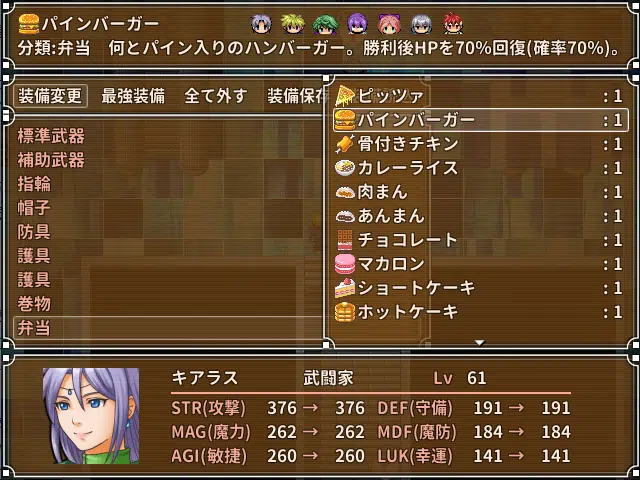 パインバーガー
分類:弁当　何とパイン入りのハンバーガー。勝利後HPを70%回復(確率70%)。
装備変更　最強装備　全て外す　装備保存
標準武器
補助武器
指輪
帽子
防具
護具
護具
巻物
弁当
ピッツァ : 1
パインバーガー : 1
骨付きチキン : 1
カレーライス : 1
肉まん : 1
あんまん : 1
チョコレート : 1
マカロン : 1
ショートケーキ : 1
ホットケーキ : 1
キアラス　武闘家　Lv 61
STR(攻撃) 376 → 376 DEF(守備) 191 → 191
MAG(魔力) 262 → 262 MDF(魔防) 184 → 184
AGI(敏捷) 260 → 260 LUK(幸運) 141 → 141